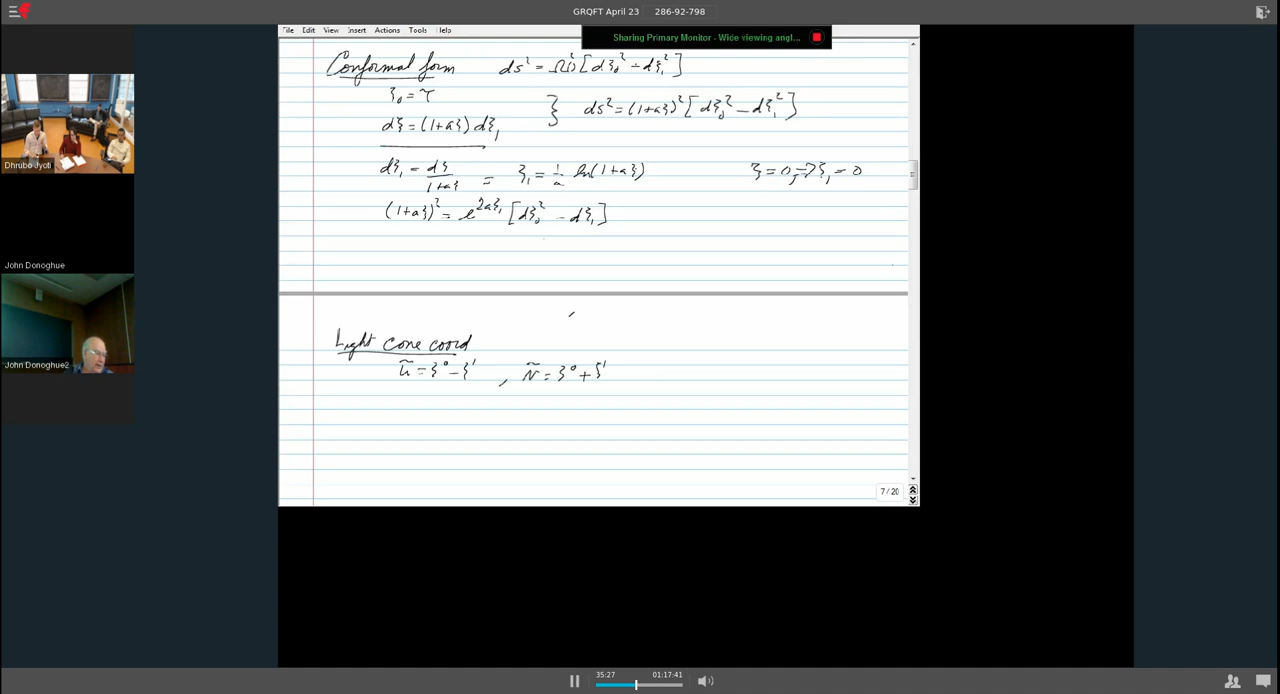 GRQFT April 23 286-92-798
File Edit View Insert Actions Tools Help
Sharing Primary Monitor - Wide viewing angl...
Conformal form ds² = Ω²[dξ₀² - dξ₁²]
ξ₀ = τ
} ds² = (1+aξ)² [dξ₀² - dξ₁²]
dξ = (1+aξ) dξ₁
dξ₁ = dξ/(1+aξ) = ξ₁ = 1/a ln(1+aξ) ξ = 0, => ξ₁ = 0
(1+aξ)² = e^{2aξ₁} [dξ₀² - dξ₁²]
Light cone coord
ũ = ξ⁰ - ξ¹ , ṽ = ξ⁰ + ξ¹
7 / 20
Dhrubo Jyoti
John Donoghue
John Donoghue2
35:27 01:17:41